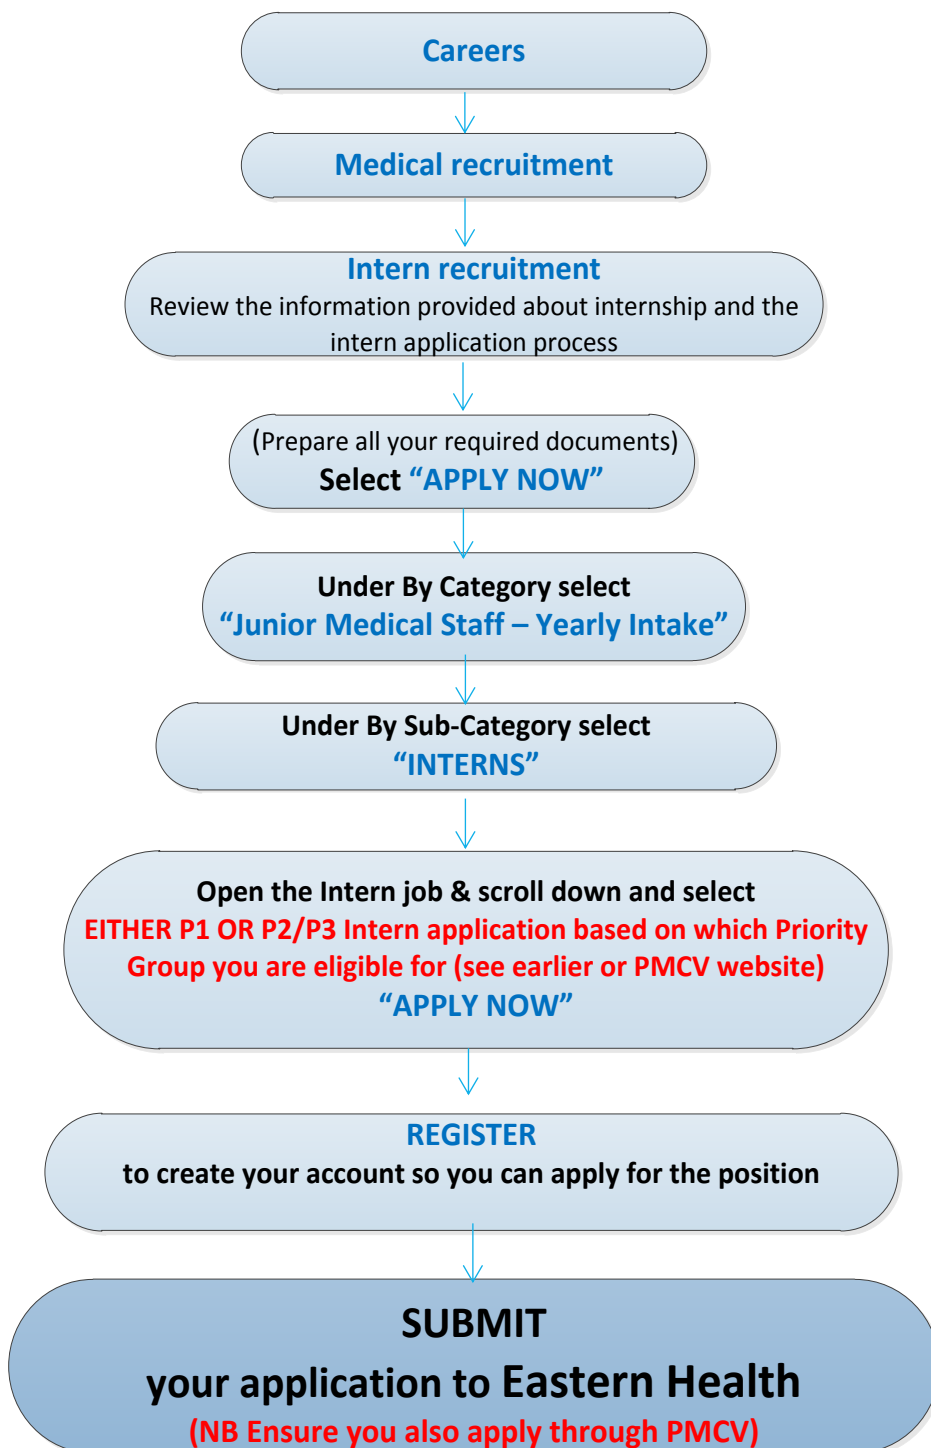 Careers
Medical recruitment
Intern recruitment
Review the information provided about internship and the
intern application process
(Prepare all your required documents)
Select “APPLY NOW”
Under By Category select
“Junior Medical Staff – Yearly Intake”
Under By Sub-Category select
“INTERNS”
Open the Intern job & scroll down and select
EITHER P1 OR P2/P3 Intern application based on which Priority
Group you are eligible for (see earlier or PMCV website)
“APPLY NOW”
REGISTER
to create your account so you can apply for the position
SUBMIT
your application to Eastern Health
(NB Ensure you also apply through PMCV)